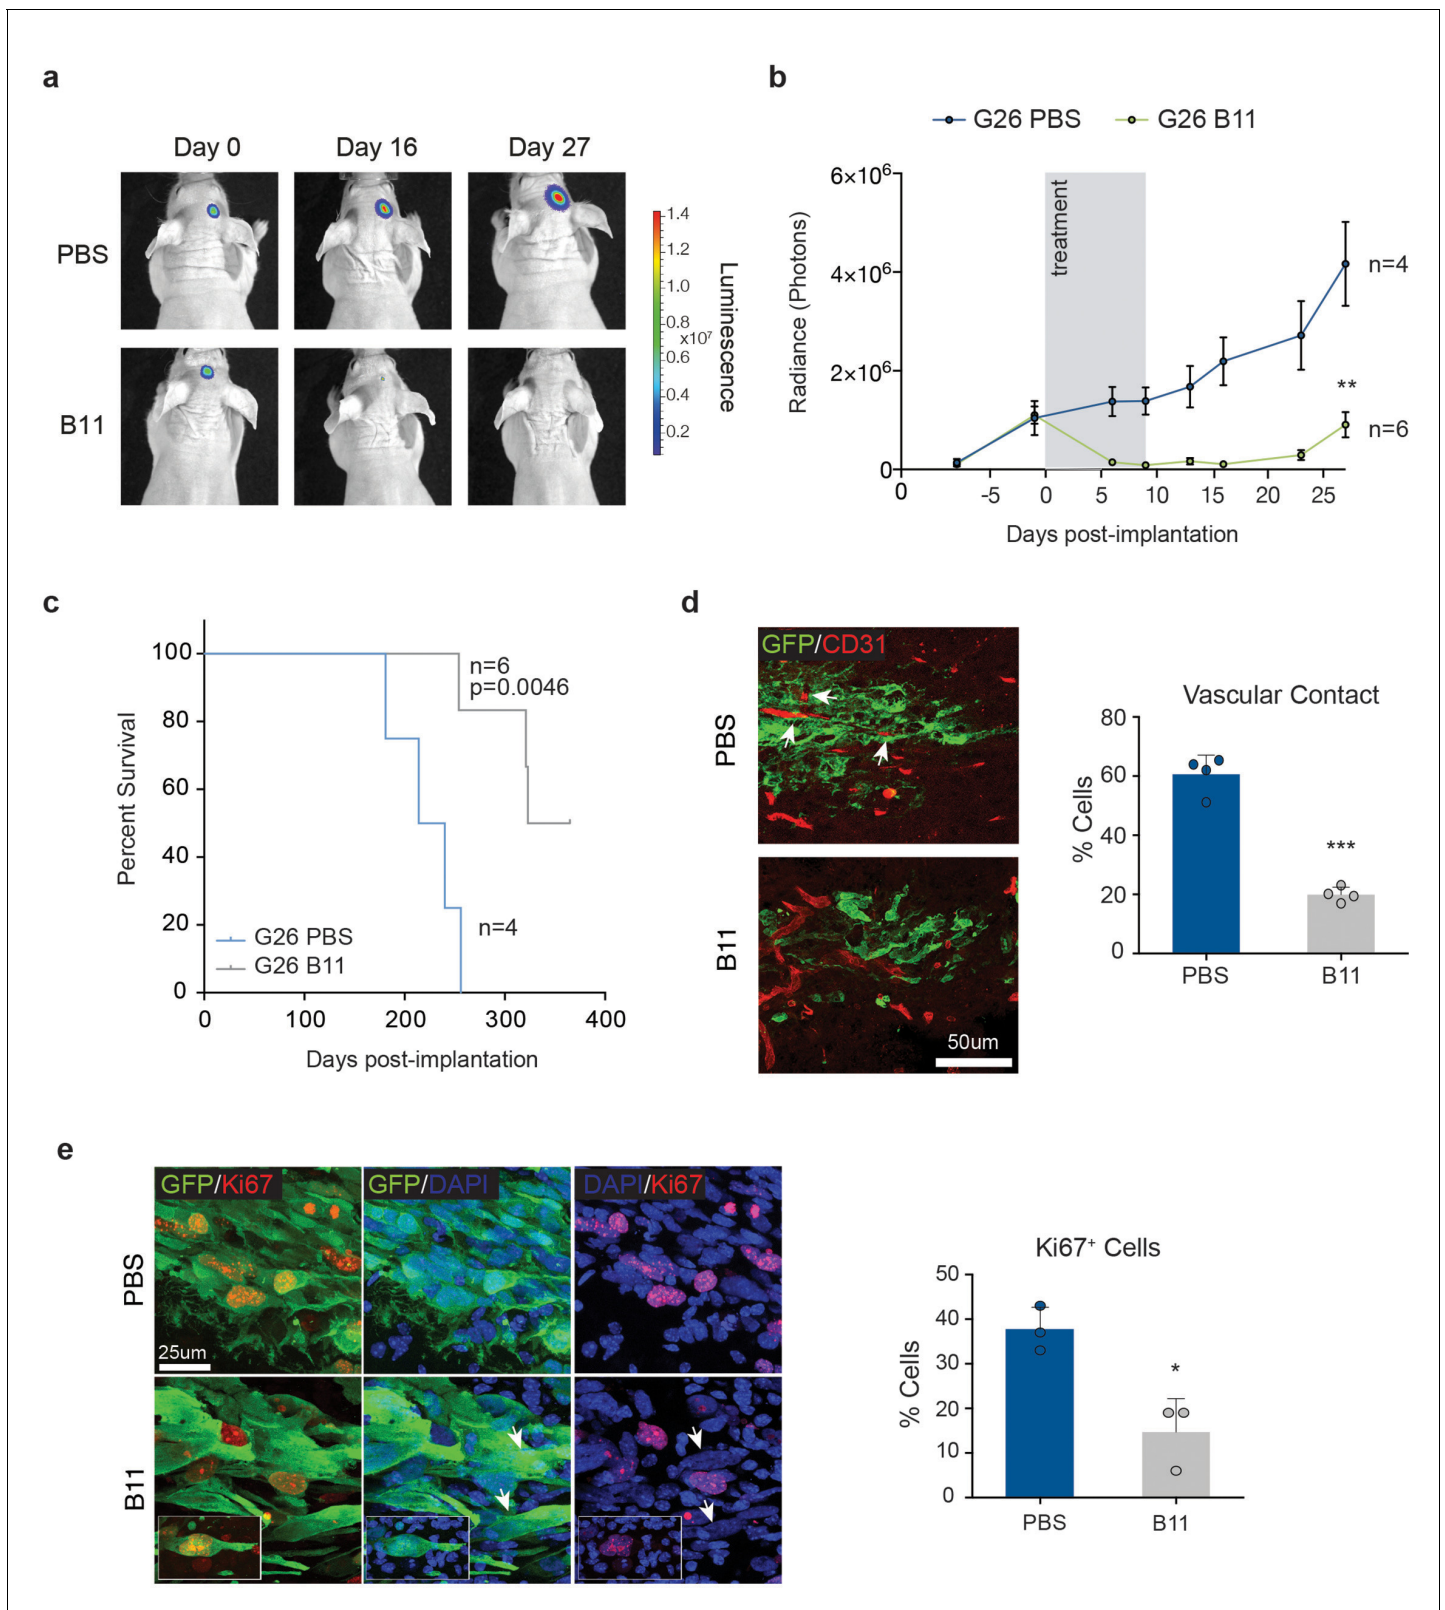 a
Day 0
Day 16
Day 27
PBS
B11
1.4
1.2
1.0
0.8
x10⁷
0.6
0.4
0.2
Luminescence
b
G26 PBS
G26 B11
6×10⁶
4×10⁶
2×10⁶
0
Radiance (Photons)
treatment
n=4
**
n=6
0
-5
0
5
10
15
20
25
Days post-implantation
c
100
80
60
40
20
0
Percent Survival
n=6
p=0.0046
n=4
G26 PBS
G26 B11
0
100
200
300
400
Days post-implantation
d
GFP/CD31
PBS
B11
50um
Vascular Contact
80
60
40
20
0
% Cells
***
PBS
B11
e
GFP/Ki67
GFP/DAPI
DAPI/Ki67
PBS
25um
B11
Ki67⁺ Cells
50
40
30
20
10
0
% Cells
*
PBS
B11